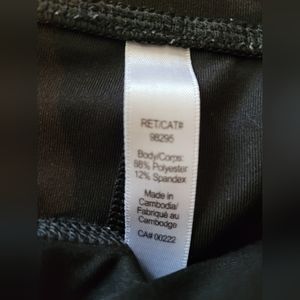 RET/CAT#
98295
Body/Corps:
88% Polyester
12% Spandex
Made in
Cambodia/
Fabriqué au
Cambodge
CA# 00222